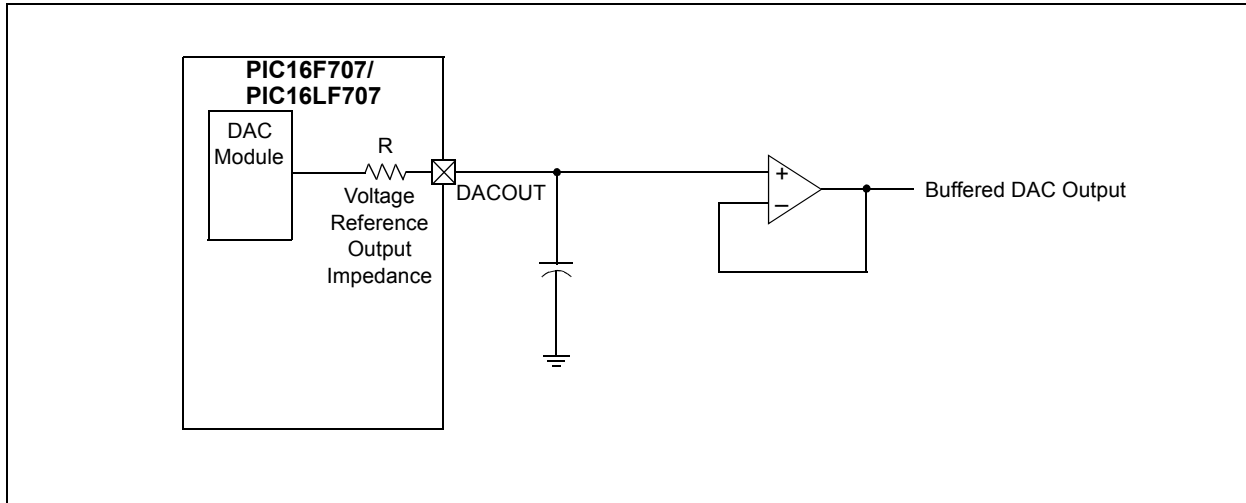 PIC16F707/
PIC16LF707
DAC
Module
R
DACOUT
Voltage
Reference
Output
Impedance
+
–
Buffered DAC Output